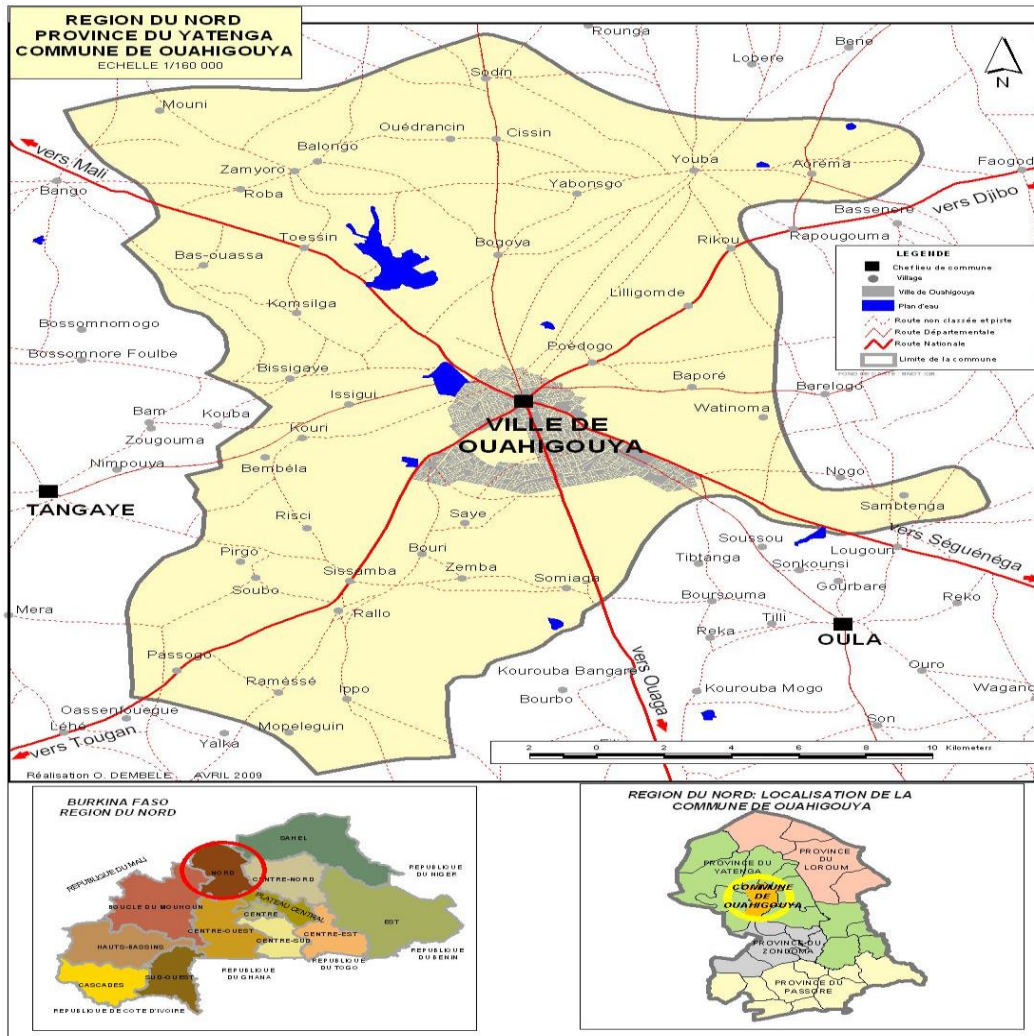 REGION DU NORD
PROVINCE DU YATENGA
COMMUNE DE OUAHIGOUYA
ECHELLE 1/160 000
Rounga
Bene
Lobere
N
Sodin
Mouni
Ouédrancin
Cissin
vers Mali
Balongo
Zamyoro
Youba
Aorema
Faogod
Bango
Roba
Yabonsgo
vers Djibo
Bassenere
Rapougouma
Toessin
Bogoya
Rikou
Bas-ouassa
LEGENDE
Chef lieu de commune
Village
Ville de Ouahigouya
Plan d'eau
Route non classée et piste
Route Départementale
Route Nationale
Limite de la commune
Komsilga
Lilligomde
Bossomnomogo
Bossomnore Foulbe
Poédogo
Bissigaye
Baporé
Barelogo
Issigui
Watinoma
Bam
Kouba
Zougouma
VILLE DE
OUAHIGOUYA
Kouri
Nimpouya
Bembéla
Nogo
TANGAYE
Sambtenga
Risci
Saye
Soussou
vers Séguénéga
Bouri
Tibtanga
Lougouri
Pirgo
Sissamba
Zemba
Somiaga
Sonkounsi
Gourbare
Soubo
Boursouma
Reko
Mera
Rallo
Tilli
Reka
OULA
Passogo
vers Ouaga
Kourouba Bangare
Ouro
Raméssé
Ippo
Bourbo
Kourouba Mogo
Wagand
Oassenfouegue
Léhé
Yalka
Mopeleguin
Son
vers Tougan
2 0 2 4 6 8 10 Kilometers
Réalisation O. DEMBELE AVRIL 2009
BURKINA FASO
REGION DU NORD
REPUBLIQUE DU MALI
SAHEL
NORD
CENTRE-NORD
REPUBLIQUE
DU NIGER
BOUCLE DU MOUHOUN
PLATEAU CENTRAL
CENTRE
EST
CENTRE-OUEST
CENTRE-EST
CENTRE-SUD
HAUTS-BASSINS
REPUBLIQUE
DU BENIN
REPUBLIQUE
DU TOGO
REPUBLIQUE
DU GHANA
SUD-OUEST
CASCADES
REPUBLIQUE DE COTE D'IVOIRE
REGION DU NORD: LOCALISATION DE LA
COMMUNE DE OUAHIGOUYA
PROVINCE
DU
LOROUM
PROVINCE DU
YATENGA
COMMUNE
DE
OUAHIGOUYA
PROVINCE DU
ZONDOMA
PROVINCE DU
PASSORE